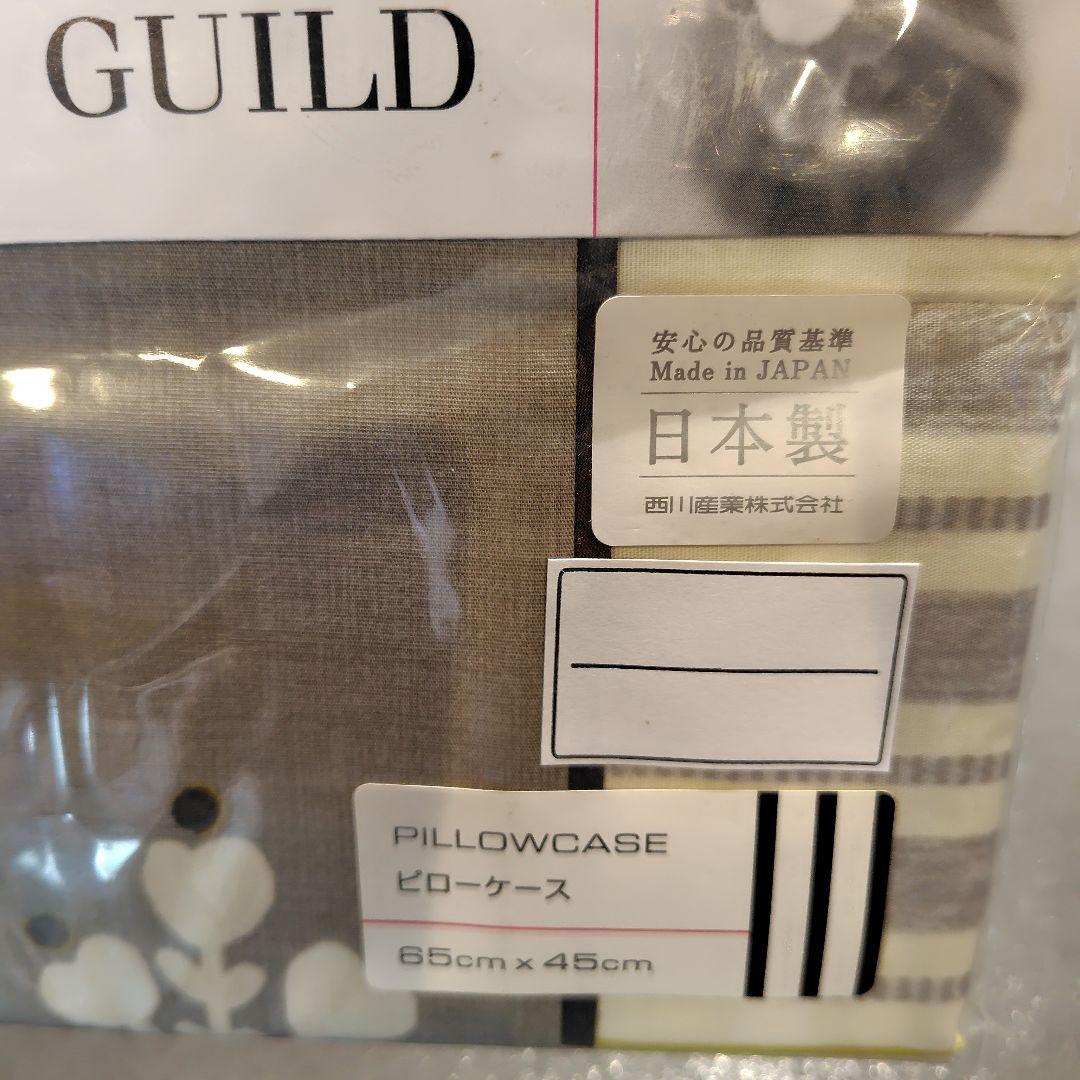 GUILD
安心の品質基準
Made in JAPAN
日本製
西川産業株式会社
PILLOWCASE
ピローケース
65cm x 45cm